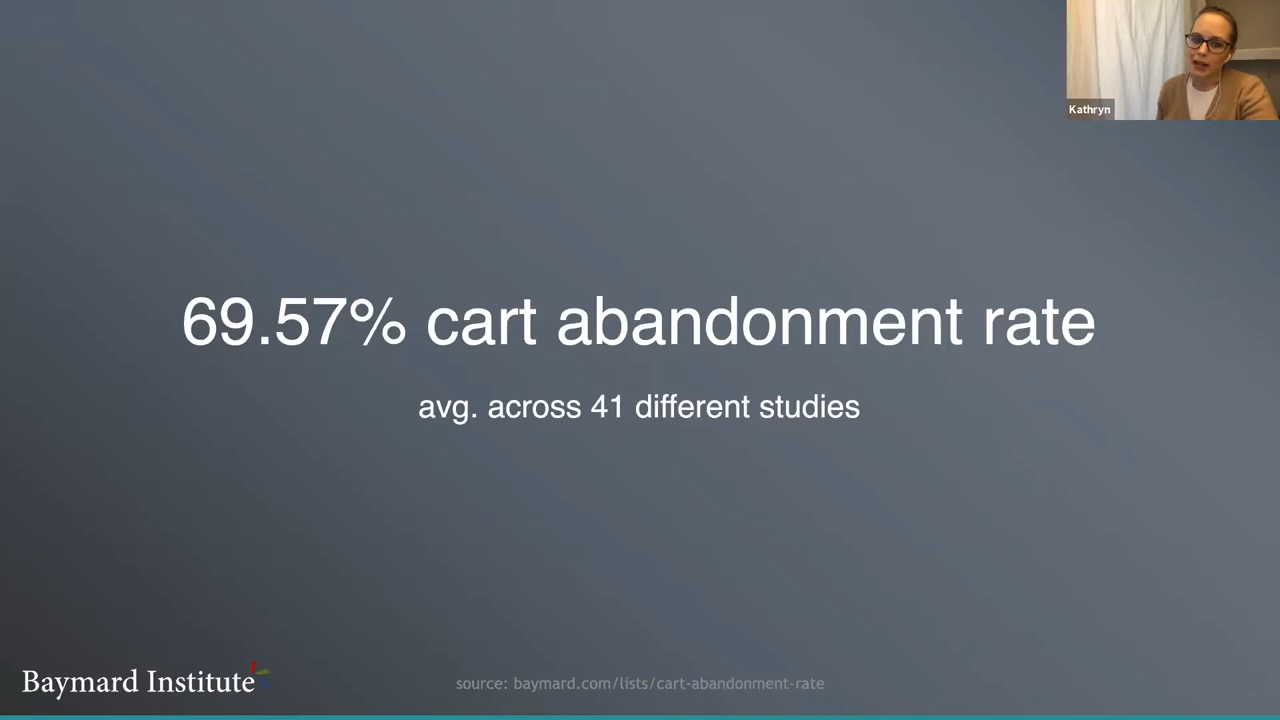 Kathryn
69.57% cart abandonment rate
avg. across 41 different studies
Baymard Institute
source: baymard.com/lists/cart-abandonment-rate